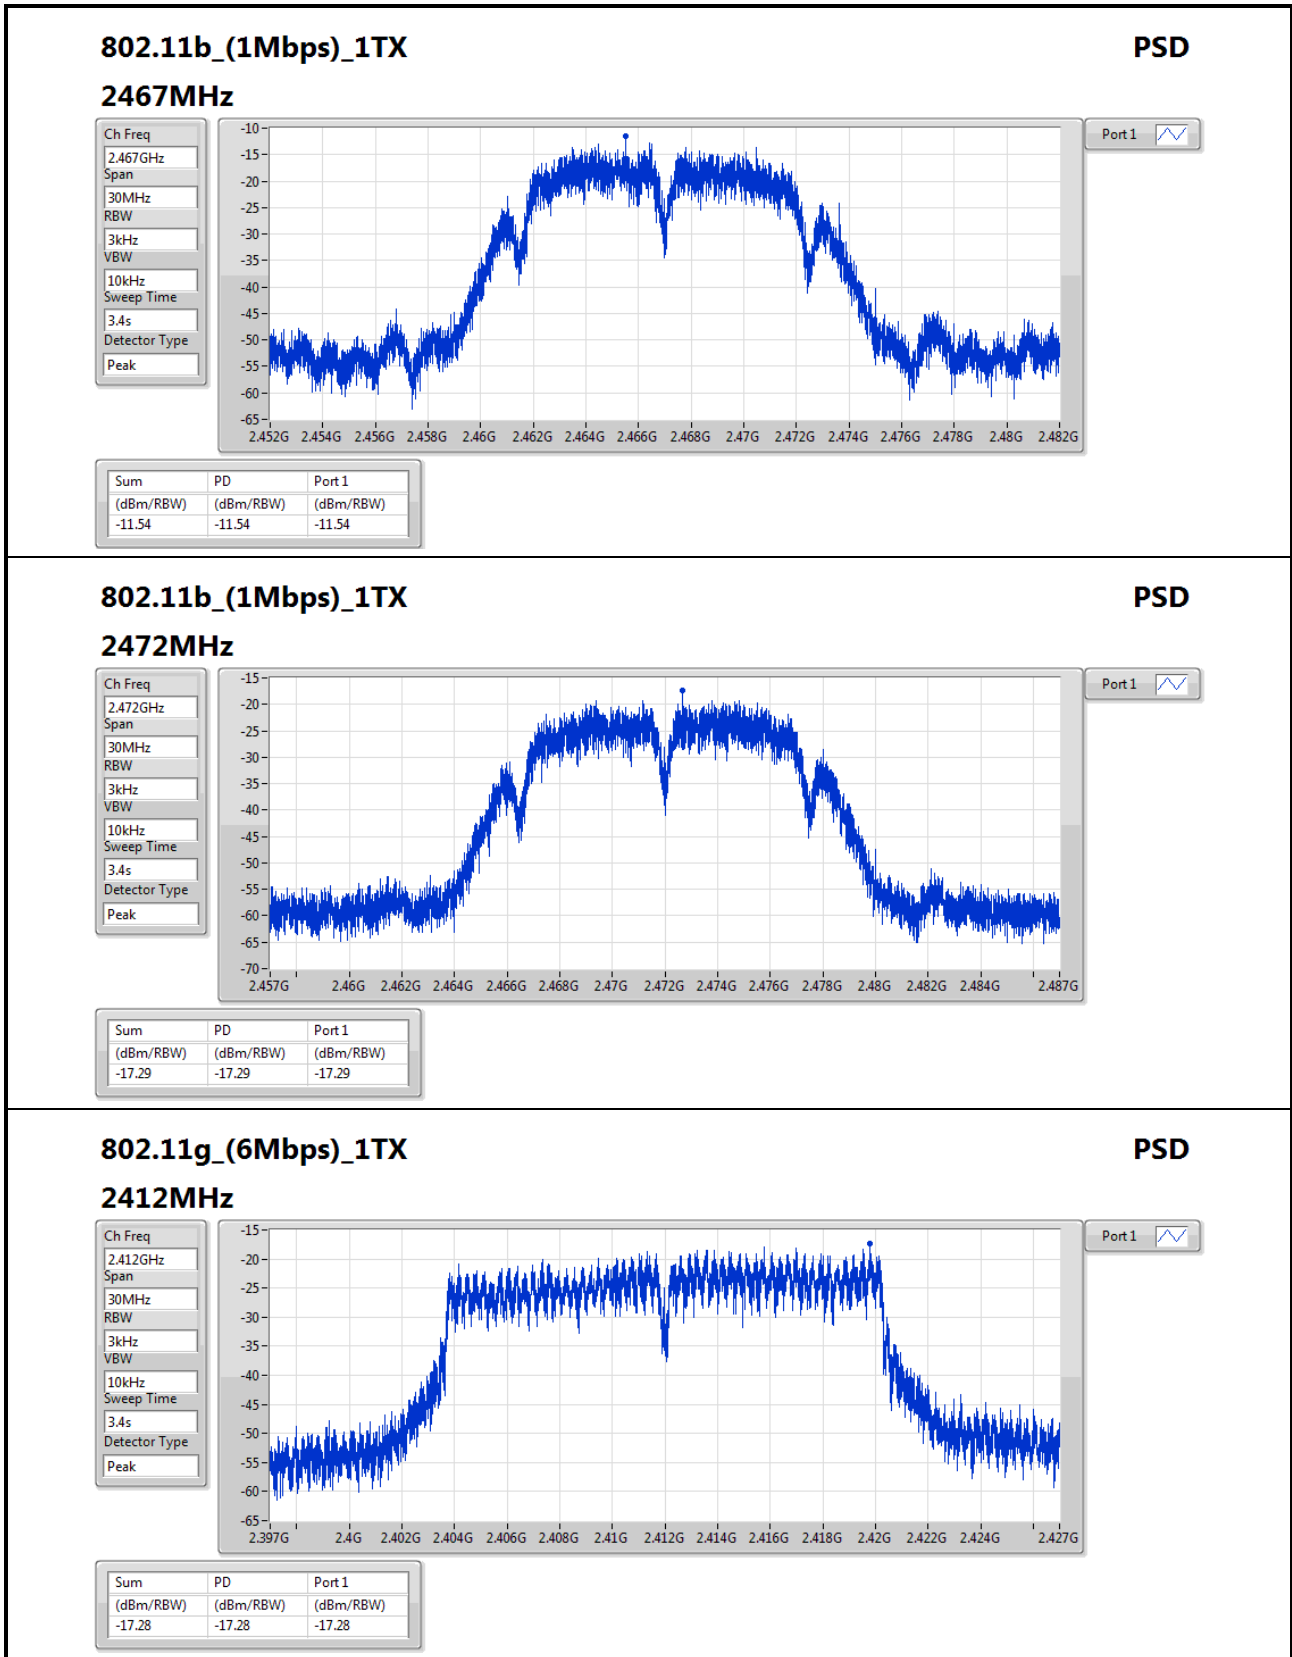 802.11b_(1Mbps)_1TX PSD
2467MHz
Ch Freq
2.467GHz
Span
30MHz
RBW
3kHz
VBW
10kHz
Sweep Time
3.4s
Detector Type
Peak
-10
-15
-20
-25
-30
-35
-40
-45
-50
-55
-60
-65
2.452G 2.454G 2.456G 2.458G 2.46G 2.462G 2.464G 2.466G 2.468G 2.47G 2.472G 2.474G 2.476G 2.478G 2.48G 2.482G
Port 1
Sum PD Port 1
(dBm/RBW) (dBm/RBW) (dBm/RBW)
-11.54 -11.54 -11.54
802.11b_(1Mbps)_1TX PSD
2472MHz
Ch Freq
2.472GHz
Span
30MHz
RBW
3kHz
VBW
10kHz
Sweep Time
3.4s
Detector Type
Peak
-15
-20
-25
-30
-35
-40
-45
-50
-55
-60
-65
-70
2.457G 2.46G 2.462G 2.464G 2.466G 2.468G 2.47G 2.472G 2.474G 2.476G 2.478G 2.48G 2.482G 2.484G 2.487G
Port 1
Sum PD Port 1
(dBm/RBW) (dBm/RBW) (dBm/RBW)
-17.29 -17.29 -17.29
802.11g_(6Mbps)_1TX PSD
2412MHz
Ch Freq
2.412GHz
Span
30MHz
RBW
3kHz
VBW
10kHz
Sweep Time
3.4s
Detector Type
Peak
-15
-20
-25
-30
-35
-40
-45
-50
-55
-60
-65
2.397G 2.4G 2.402G 2.404G 2.406G 2.408G 2.41G 2.412G 2.414G 2.416G 2.418G 2.42G 2.422G 2.424G 2.427G
Port 1
Sum PD Port 1
(dBm/RBW) (dBm/RBW) (dBm/RBW)
-17.28 -17.28 -17.28